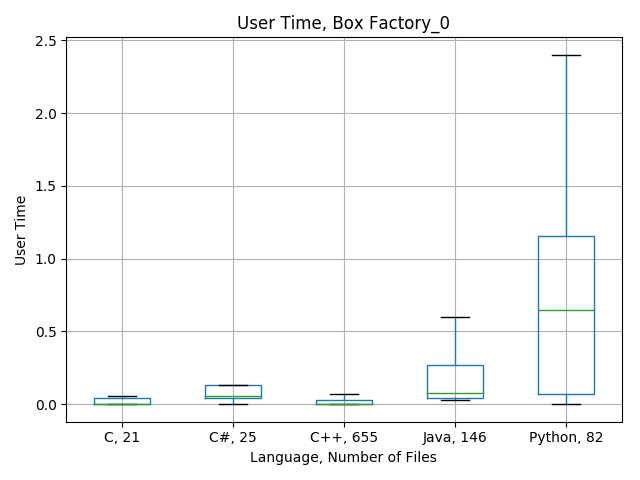 User Time, Box Factory_0
2.5
2.0
1.5
1.0
0.5
0.0
User Time
C, 21
C#, 25
C++, 655
Java, 146
Python, 82
Language, Number of Files